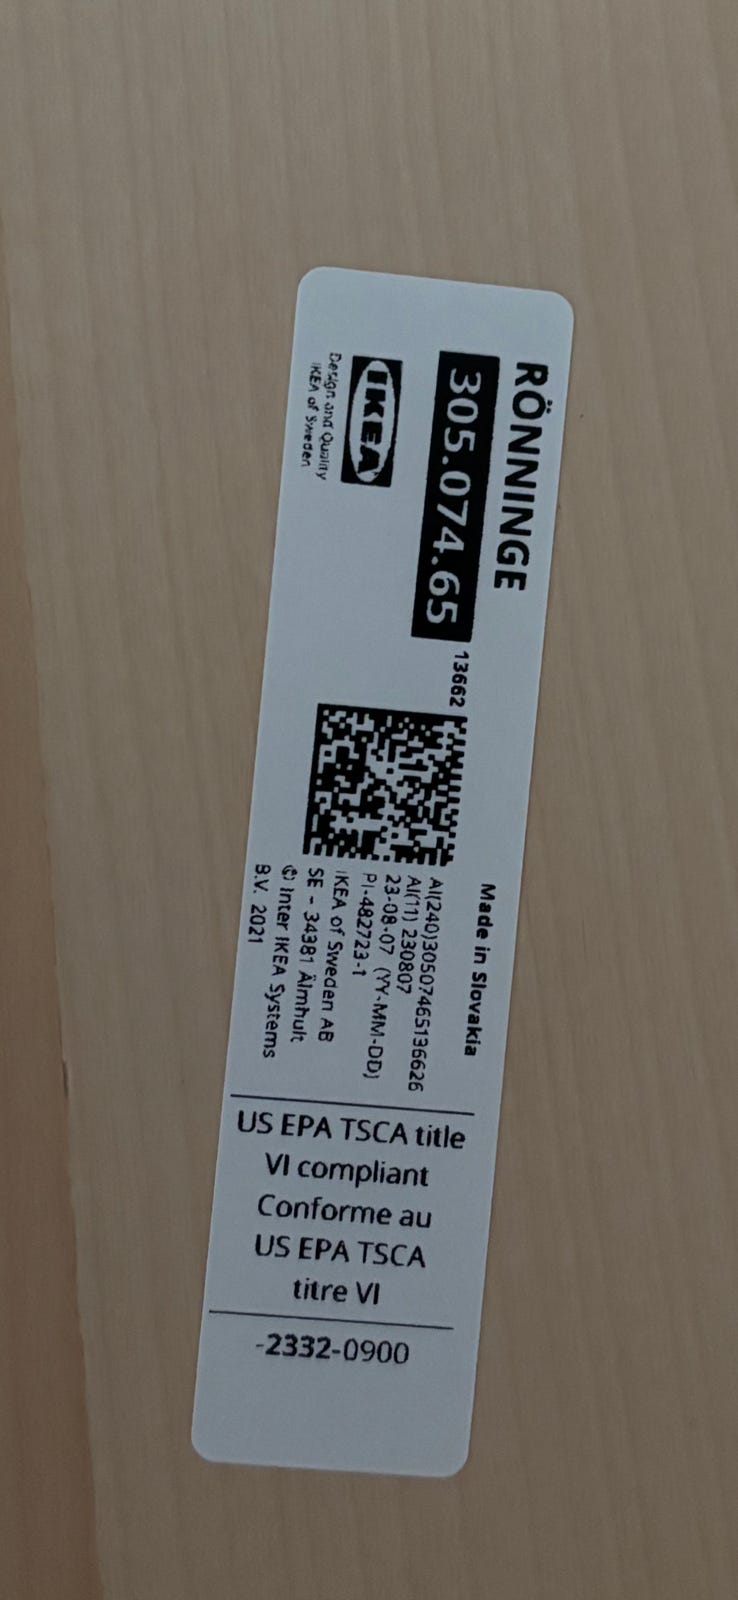 RÖNNINGE
305.074.65
13662
IKEA
Design and Quality
IKEA of Sweden
Made in Slovakia
AI(240)30507465136626
AI(11) 230807
23-08-07 (YY-MM-DD)
PI-482723-1
IKEA of Sweden AB
SE - 34381 Älmhult
© Inter IKEA Systems
B.V. 2021
US EPA TSCA title
VI compliant
Conforme au
US EPA TSCA
titre VI
-2332-0900